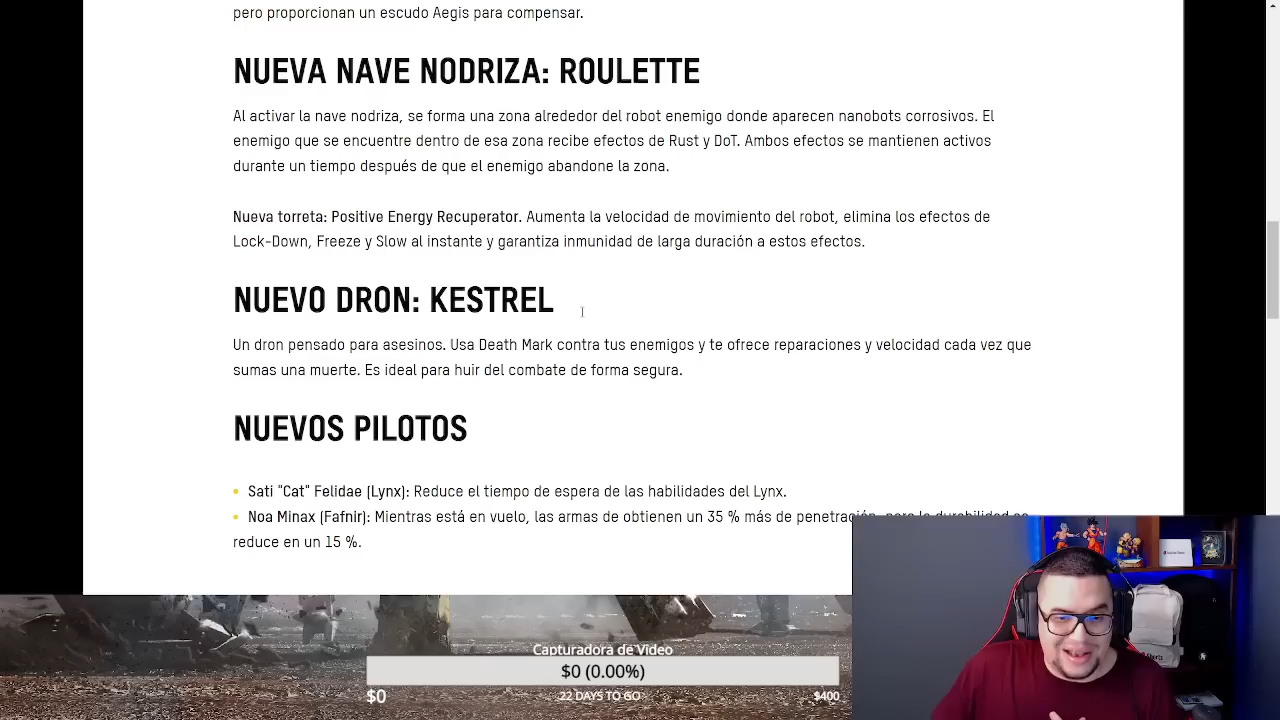 pero proporcionan un escudo Aegis para compensar.
NUEVA NAVE NODRIZA: ROULETTE
Al activar la nave nodriza, se forma una zona alrededor del robot enemigo donde aparecen nanobots corrosivos. El
enemigo que se encuentre dentro de esa zona recibe efectos de Rust y DoT. Ambos efectos se mantienen activos
durante un tiempo después de que el enemigo abandone la zona.
Nueva torreta: Positive Energy Recuperator. Aumenta la velocidad de movimiento del robot, elimina los efectos de
Lock-Down, Freeze y Slow al instante y garantiza inmunidad de larga duración a estos efectos.
NUEVO DRON: KESTREL
Un dron pensado para asesinos. Usa Death Mark contra tus enemigos y te ofrece reparaciones y velocidad cada vez que
sumas una muerte. Es ideal para huir del combate de forma segura.
NUEVOS PILOTOS
• Sati "Cat" Felidae (Lynx): Reduce el tiempo de espera de las habilidades del Lynx.
• Noa Minax (Fafnir): Mientras está en vuelo, las armas de obtienen un 35 % más de penetración, pero la durabilidad se
reduce en un 15 %.
Capturadora de Video
$0 (0.00%)
$0 22 DAYS TO GO $400